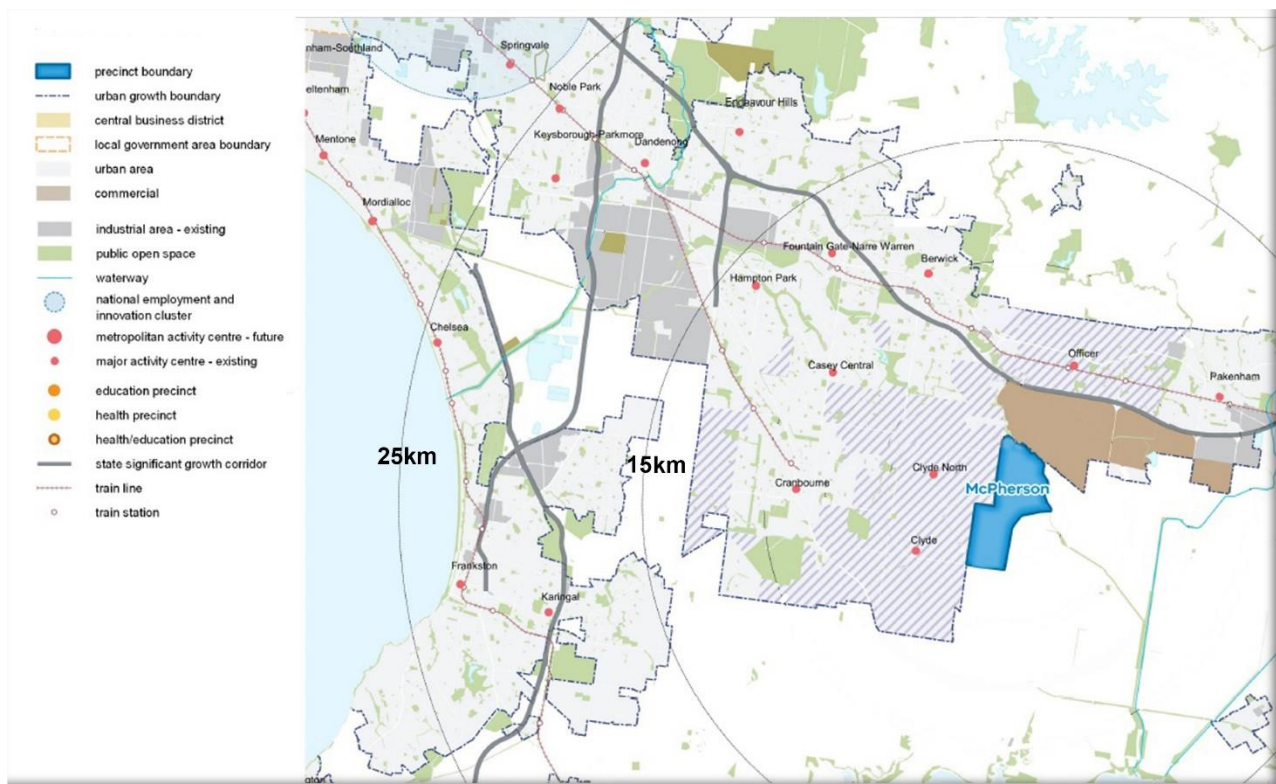 precinct boundary
urban growth boundary
central business district
local government area boundary
urban area
commercial
industrial area - existing
public open space
waterway
national employment and
innovation cluster
metropolitan activity centre - future
major activity centre - existing
education precinct
health precinct
health/education precinct
state significant growth corridor
train line
train station
nham-Southland
Springvale
eltenham
Noble Park
Endeavour Hills
Mentone
Keysborough-Parkmore
Dandenong
Mordialloc
Fountain Gate-Narre Warren
Berwick
Hampton Park
Chelsea
Officer
Casey Central
Pakenham
25km
15km
Clyde North
Cranbourne
McPherson
Clyde
Frankston
Karingal